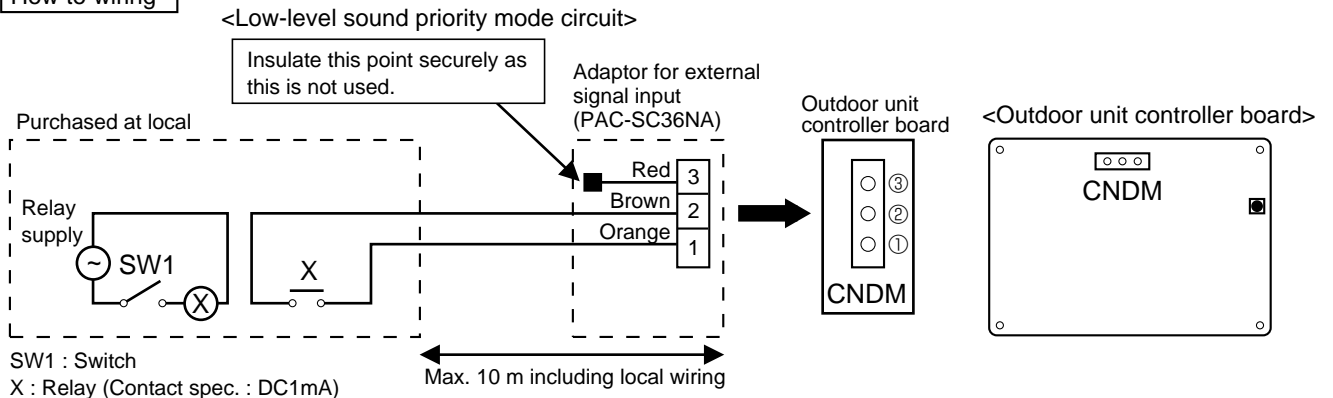 How to wiring
<Low-level sound priority mode circuit>
Insulate this point securely as
this is not used.
Adaptor for external
signal input
(PAC-SC36NA)
Purchased at local
Outdoor unit
controller board
<Outdoor unit controller board>
Relay
supply
~
SW1
X
X
Red
3
Brown
2
Orange
1
③
②
①
CNDM
CNDM
SW1 : Switch
X : Relay (Contact spec. : DC1mA)
Max. 10 m including local wiring